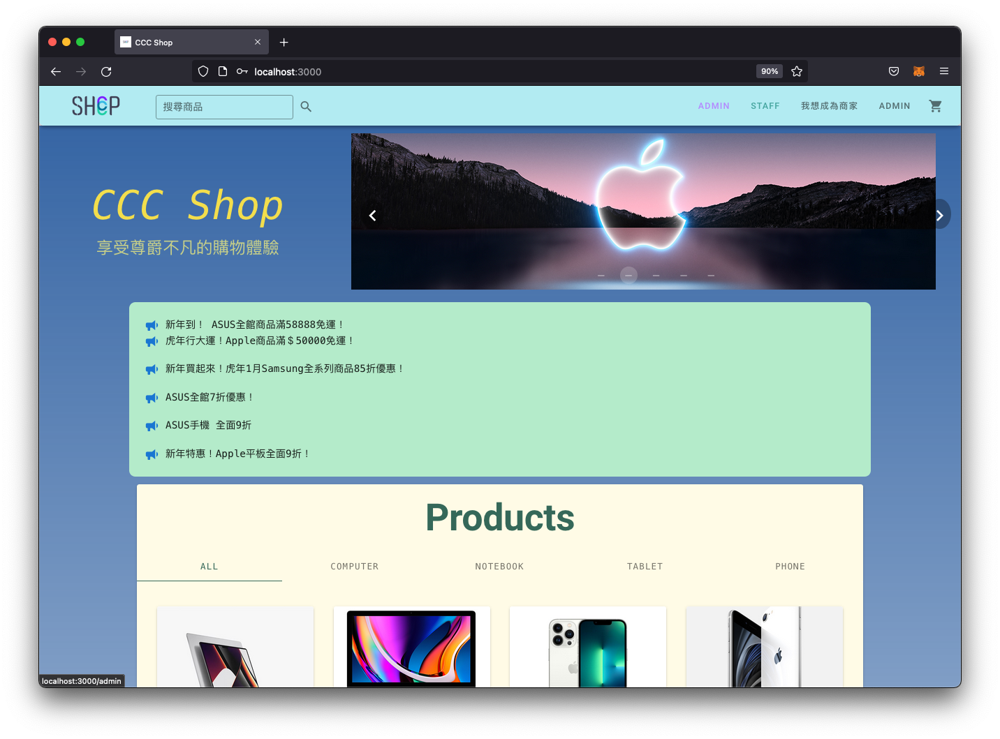 CCC Shop
localhost:3000
90%
SHCP
搜尋商品
ADMIN
STAFF
我想成為商家
ADMIN
CCC Shop
享受尊爵不凡的購物體驗
新年到! ASUS全館商品滿58888免運!
虎年行大運!Apple商品滿＄50000免運!
新年買起來!虎年1月Samsung全系列商品85折優惠!
ASUS全館7折優惠!
ASUS手機 全面9折
新年特惠!Apple平板全面9折!
Products
ALL
COMPUTER
NOTEBOOK
TABLET
PHONE
localhost:3000/admin